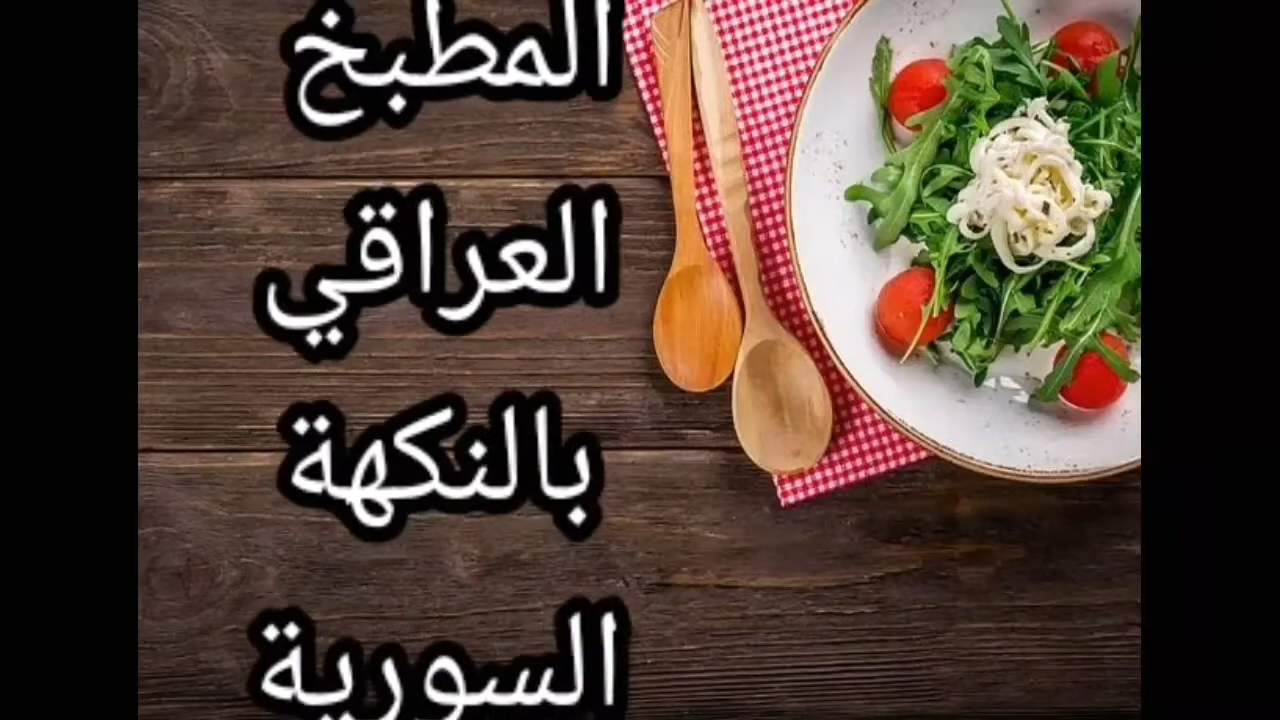 المطبخ
العراقي
بالنكهة
السورية